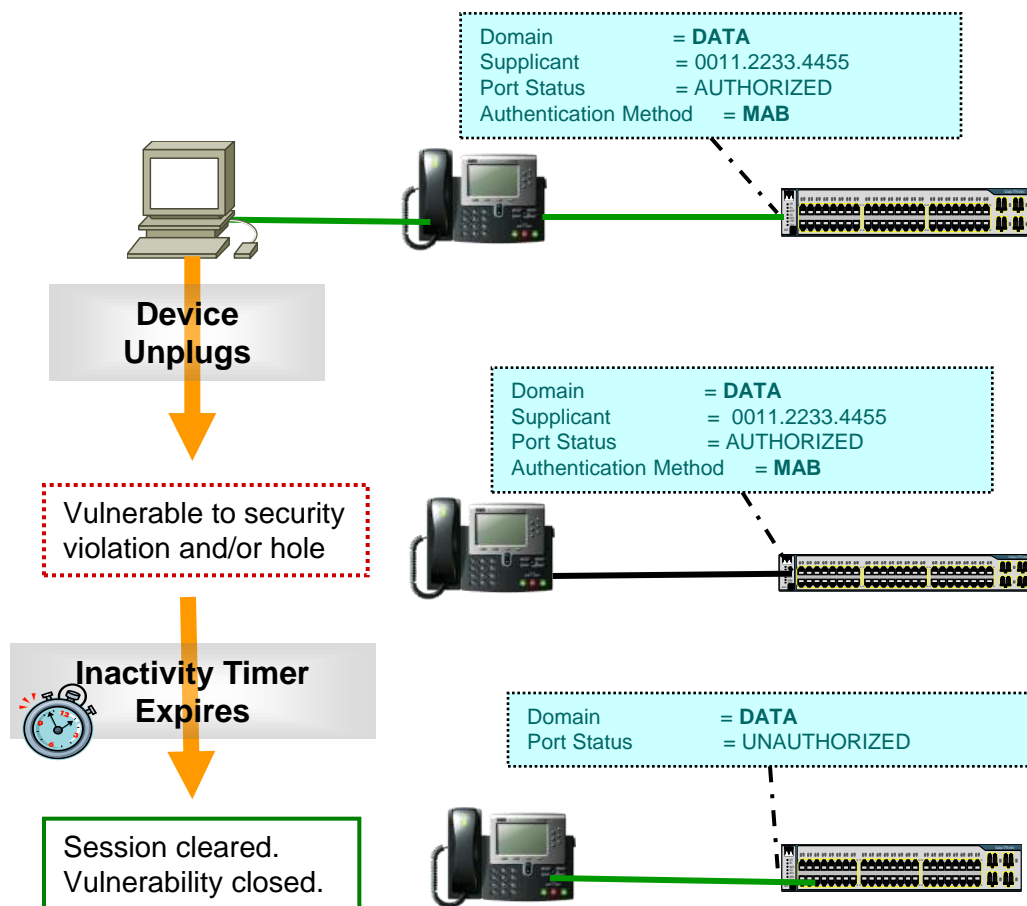 Domain = DATA
Supplicant = 0011.2233.4455
Port Status = AUTHORIZED
Authentication Method = MAB
Device
Unplugs
Domain = DATA
Supplicant = 0011.2233.4455
Port Status = AUTHORIZED
Authentication Method = MAB
Vulnerable to security
violation and/or hole
Inactivity Timer
Expires
Domain = DATA
Port Status = UNAUTHORIZED
Session cleared.
Vulnerability closed.